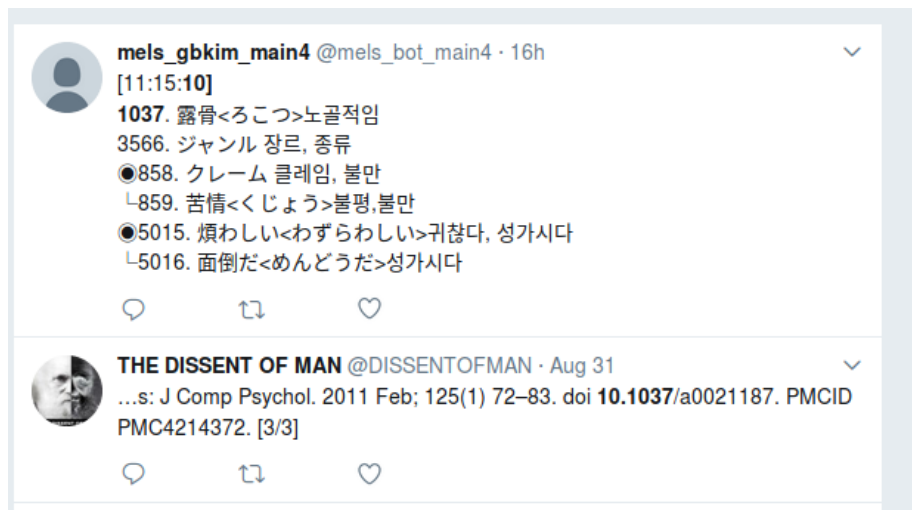 mels_gbkim_main4 @mels_bot_main4 · 16h
[11:15:10]
1037. 露骨<ろこつ>노골적임
3566. ジャンル 장르, 종류
◉858. クレーム 클레임, 불만
└859. 苦情<くじょう>불평,불만
◉5015. 煩わしい<わずらわしい>귀찮다, 성가시다
└5016. 面倒だ<めんどうだ>성가시다
THE DISSENT OF MAN @DISSENTOFMAN · Aug 31
…s: J Comp Psychol. 2011 Feb; 125(1) 72–83. doi 10.1037/a0021187. PMCID
PMC4214372. [3/3]